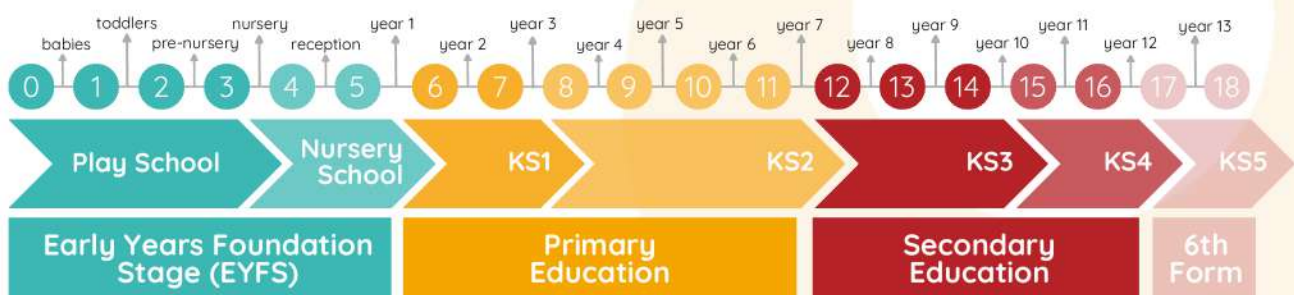 toddlers nursery year 1 year 3 year 5 year 7 year 9 year 11 year 13
babies pre-nursery reception year 2 year 4 year 6 year 8 year 10 year 12
0 1 2 3 4 5 6 7 8 9 10 11 12 13 14 15 16 17 18
Play School
Nursery
School
KS1
KS2
KS3
KS4
KS5
Early Years Foundation
Stage (EYFS)
Primary
Education
Secondary
Education
6th
Form